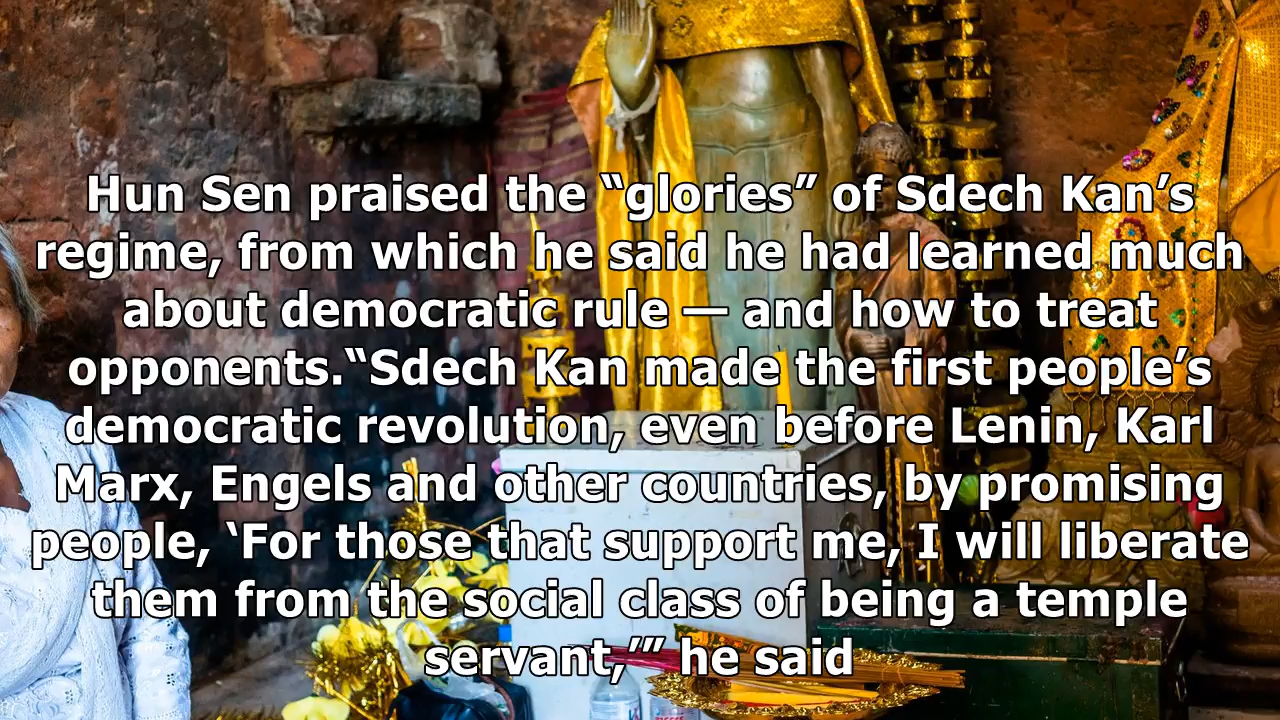 Hun Sen praised the “glories” of Sdech Kan’s
regime, from which he said he had learned much
about democratic rule — and how to treat
opponents.“Sdech Kan made the first people’s
democratic revolution, even before Lenin, Karl
Marx, Engels and other countries, by promising
people, ‘For those that support me, I will liberate
them from the social class of being a temple
servant,’” he said